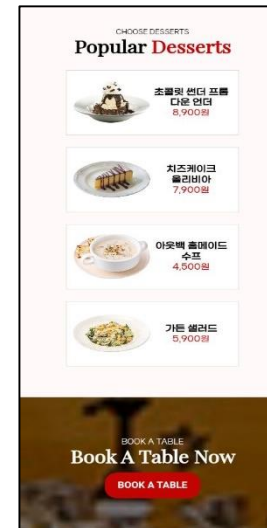 CHOOSE DESSERTS
Popular Desserts
초콜릿 썬더 프롬
다운 언더
8,900원
치즈케이크
올리비아
7,900원
아웃백 홈메이드
수프
4,500원
가든 샐러드
5,900원
BOOK A TABLE
Book A Table Now
BOOK A TABLE